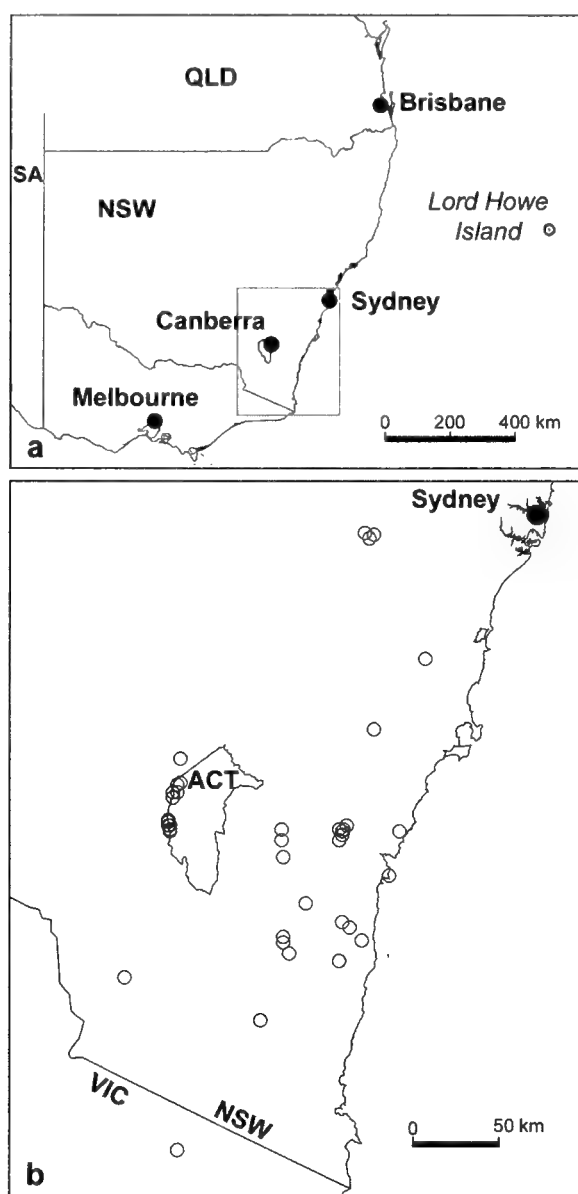 QLD
Brisbane
SA
NSW
Lord Howe
Island
Sydney
Canberra
Melbourne
0 200 400 km
a
Sydney
ACT
VIC
NSW
0 50 km
b